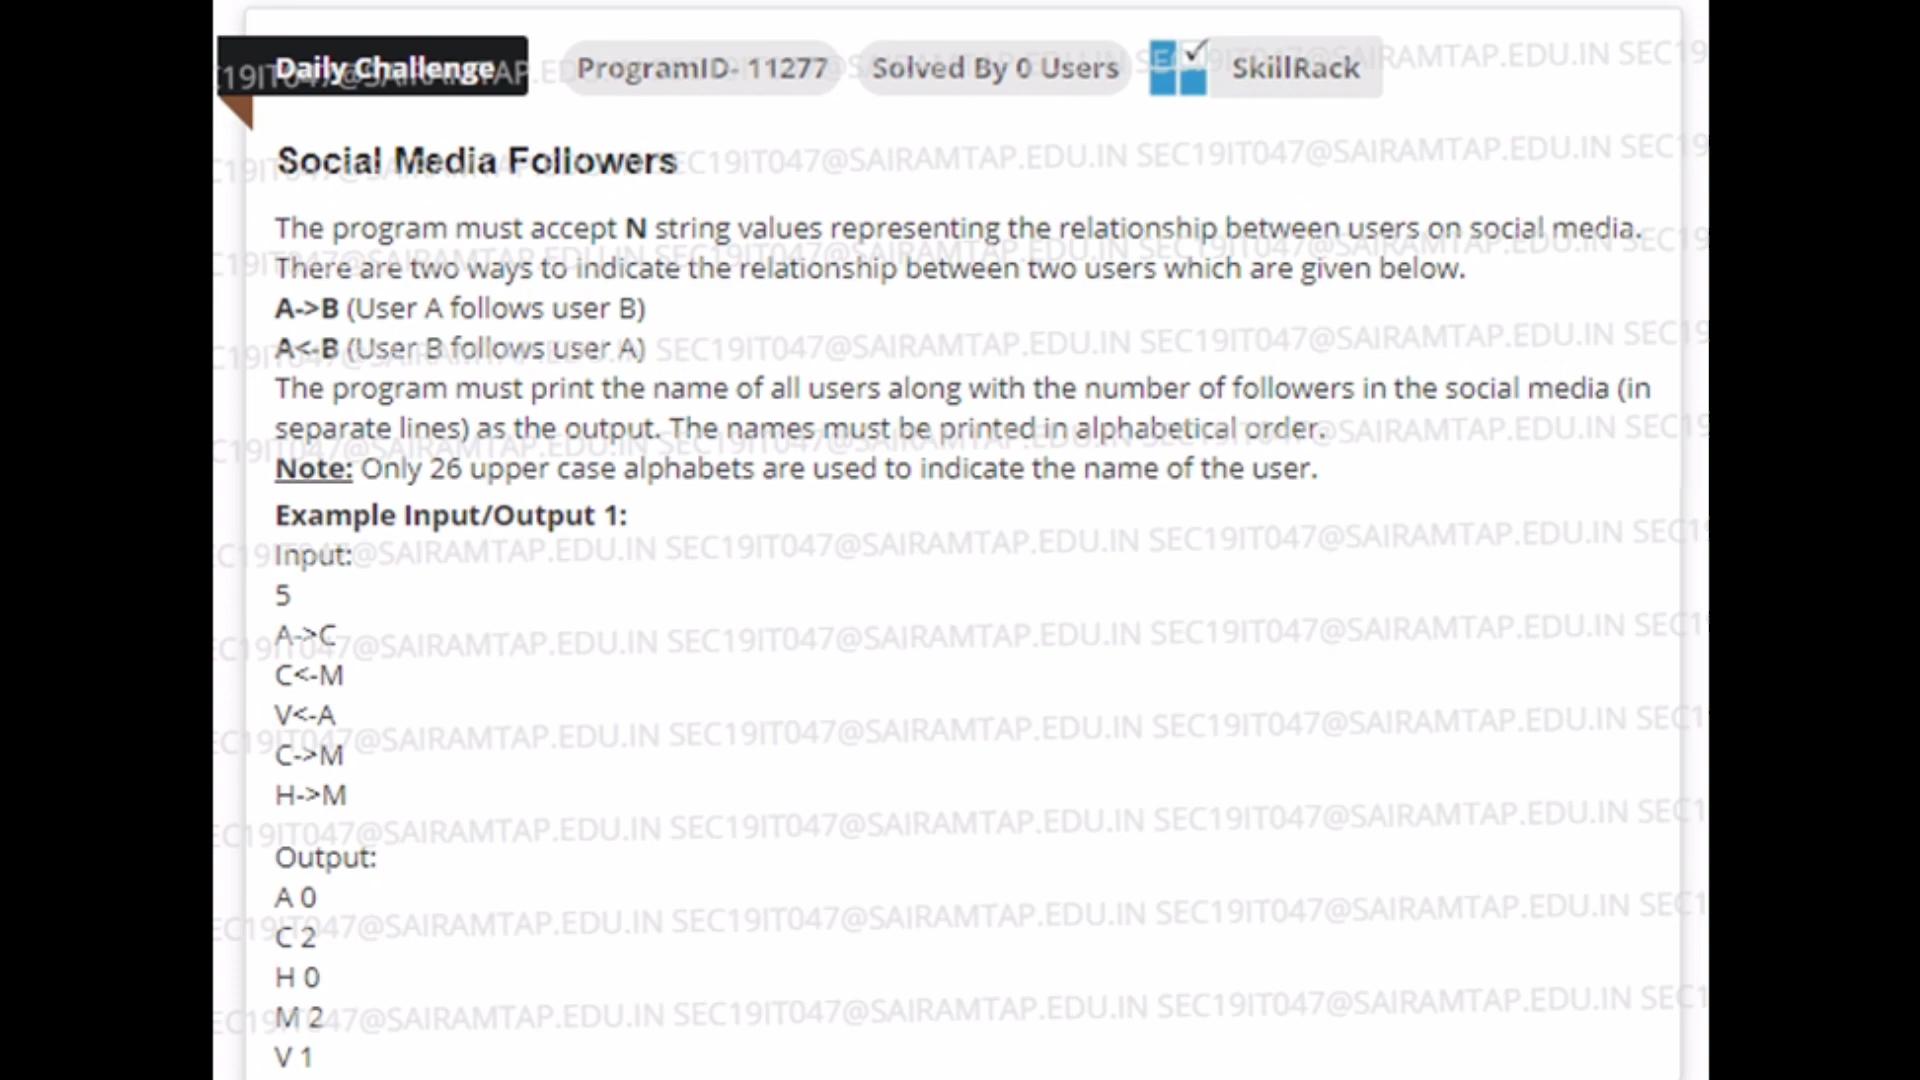 Daily Challenge ProgramID- 11277 Solved By 0 Users SkillRack
Social Media Followers
The program must accept N string values representing the relationship between users on social media.
There are two ways to indicate the relationship between two users which are given below.
A->B (User A follows user B)
A<-B (User B follows user A)
The program must print the name of all users along with the number of followers in the social media (in
separate lines) as the output. The names must be printed in alphabetical order.
Note: Only 26 upper case alphabets are used to indicate the name of the user.
Example Input/Output 1:
Input:
5
A->C
C<-M
V<-A
C->M
H->M
Output:
A 0
C 2
H 0
M 2
V 1